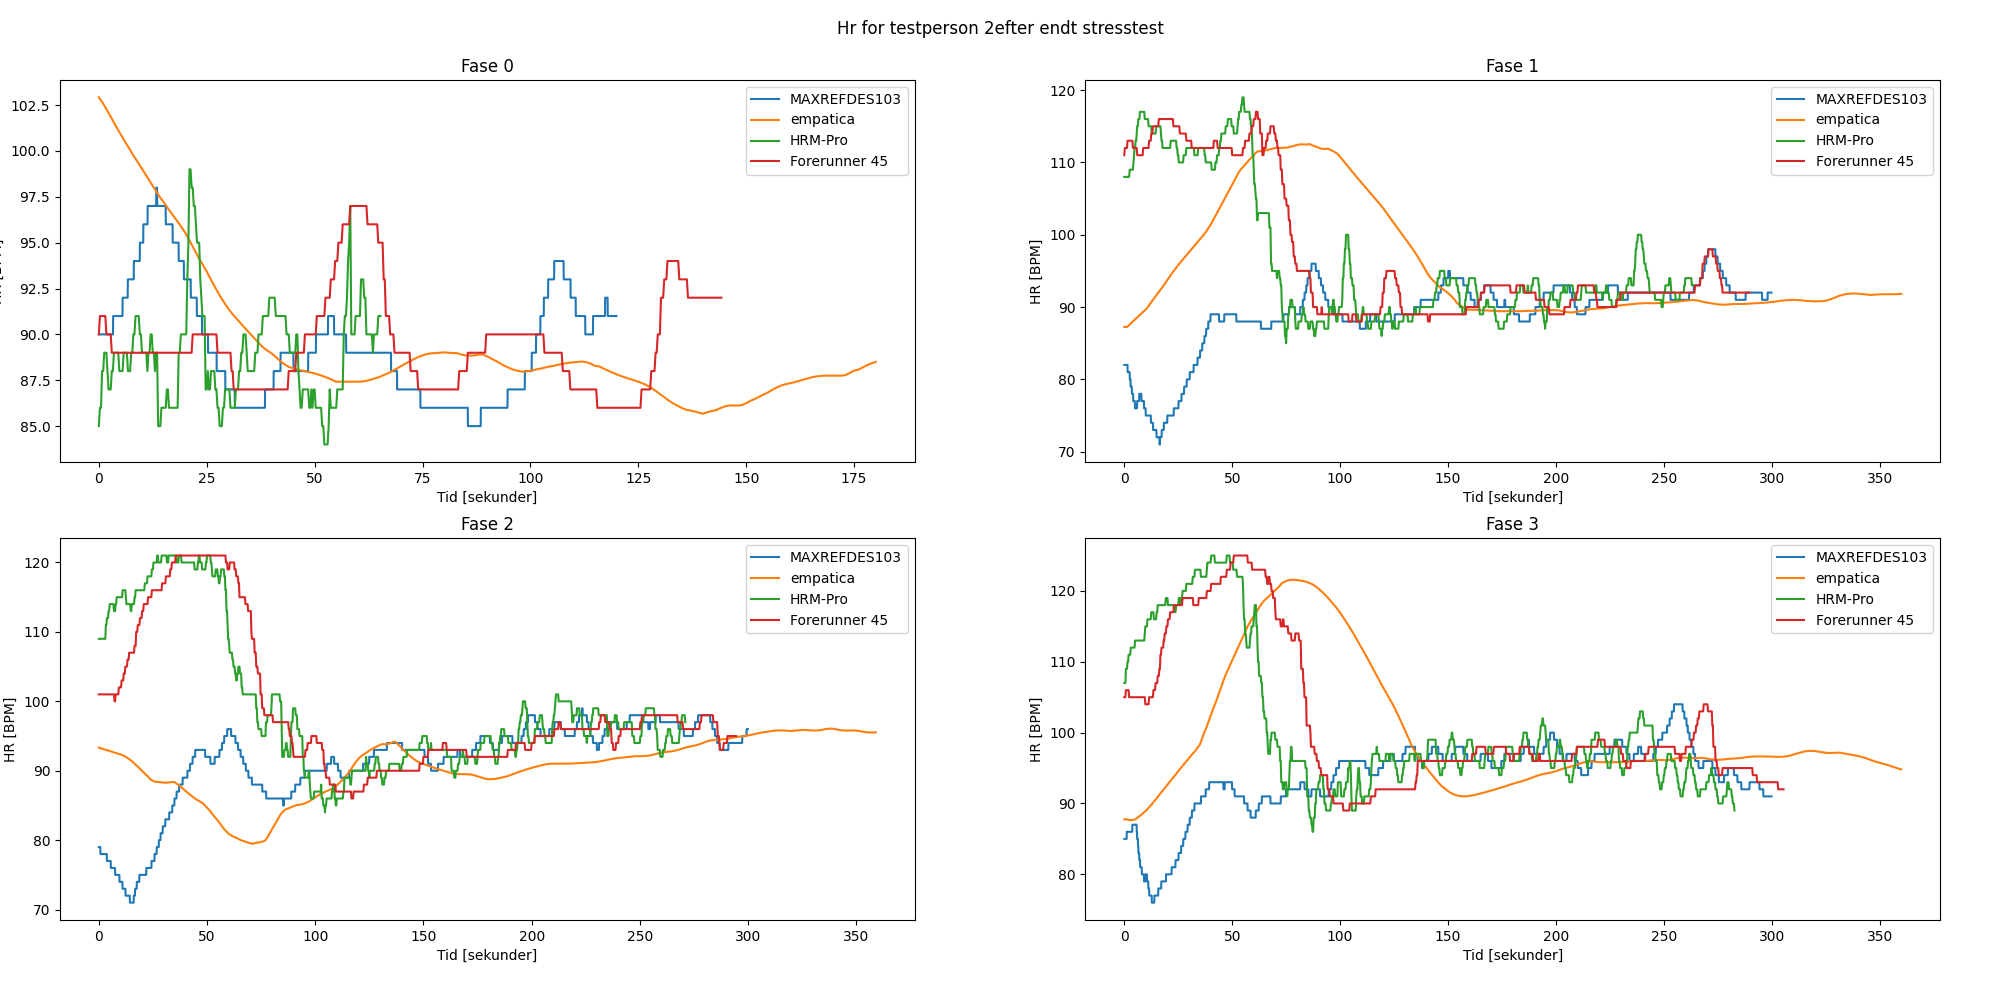 Hr for testperson 2efter endt stresstest
Fase 0
102.5
100.0
97.5
95.0
92.5
90.0
87.5
85.0
0 25 50 75 100 125 150 175
Tid [sekunder]
MAXREFDES103
empatica
HRM-Pro
Forerunner 45
Fase 1
HR [BPM]
120
110
100
90
80
70
0 50 100 150 200 250 300 350
Tid [sekunder]
MAXREFDES103
empatica
HRM-Pro
Forerunner 45
Fase 2
HR [BPM]
120
110
100
90
80
70
0 50 100 150 200 250 300 350
Tid [sekunder]
MAXREFDES103
empatica
HRM-Pro
Forerunner 45
Fase 3
HR [BPM]
120
110
100
90
80
0 50 100 150 200 250 300 350
Tid [sekunder]
MAXREFDES103
empatica
HRM-Pro
Forerunner 45